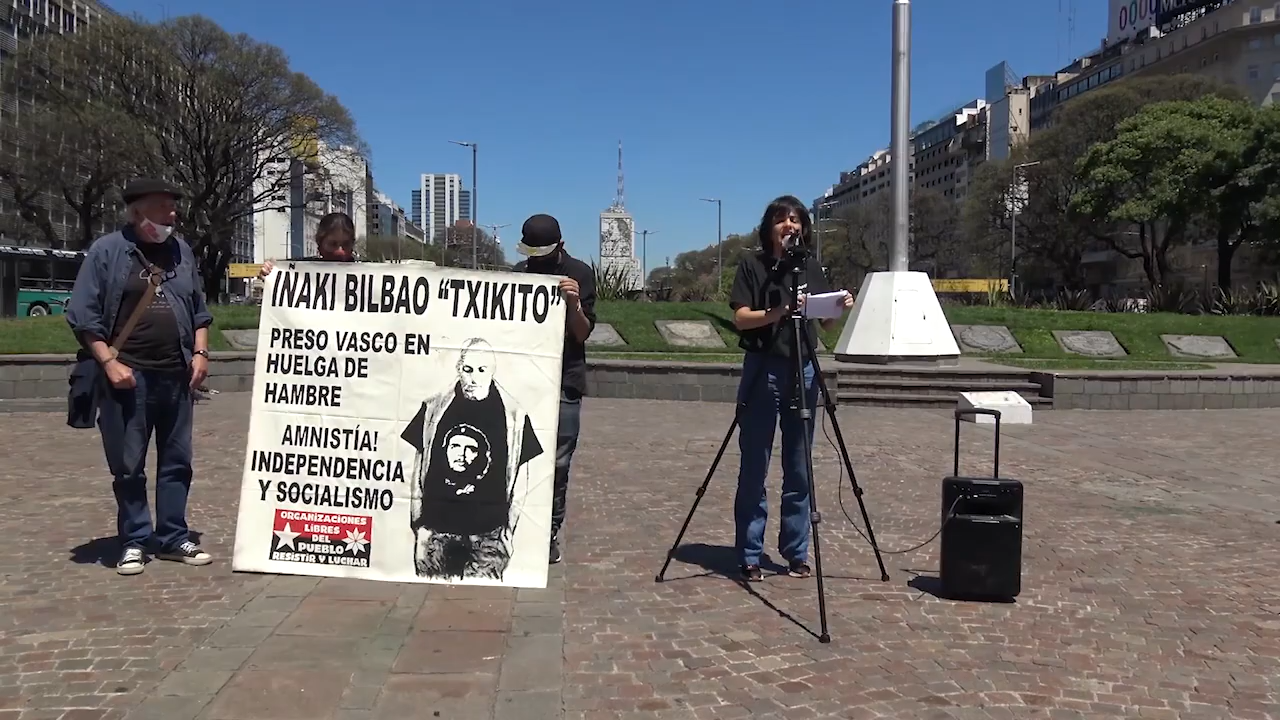 IÑAKI BILBAO "TXIKITO"
PRESO VASCO EN
HUELGA DE
HAMBRE
AMNISTÍA!
INDEPENDENCIA
Y SOCIALISMO
ORGANIZACIONES
LIBRES
DEL
PUEBLO
RESISTIR Y LUCHAR